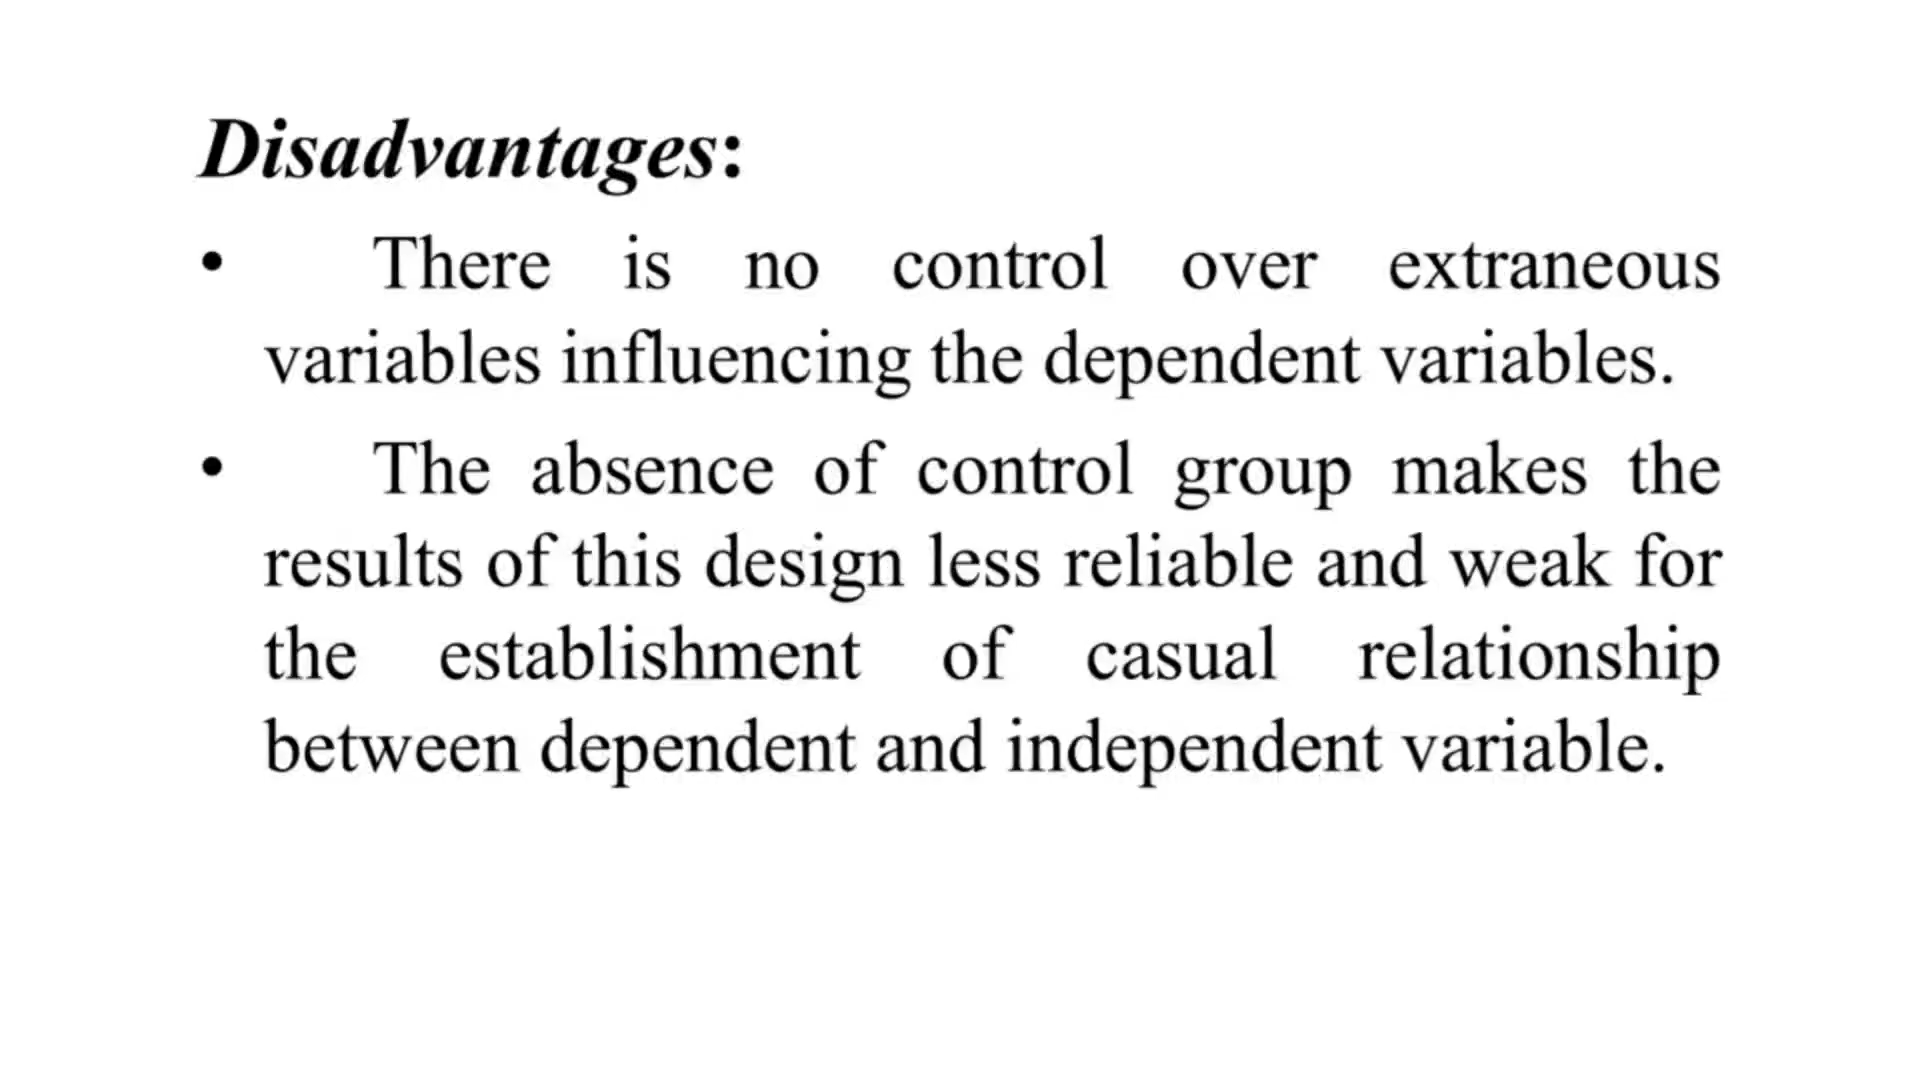 Disadvantages:
• There is no control over extraneous
variables influencing the dependent variables.
• The absence of control group makes the
results of this design less reliable and weak for
the establishment of casual relationship
between dependent and independent variable.